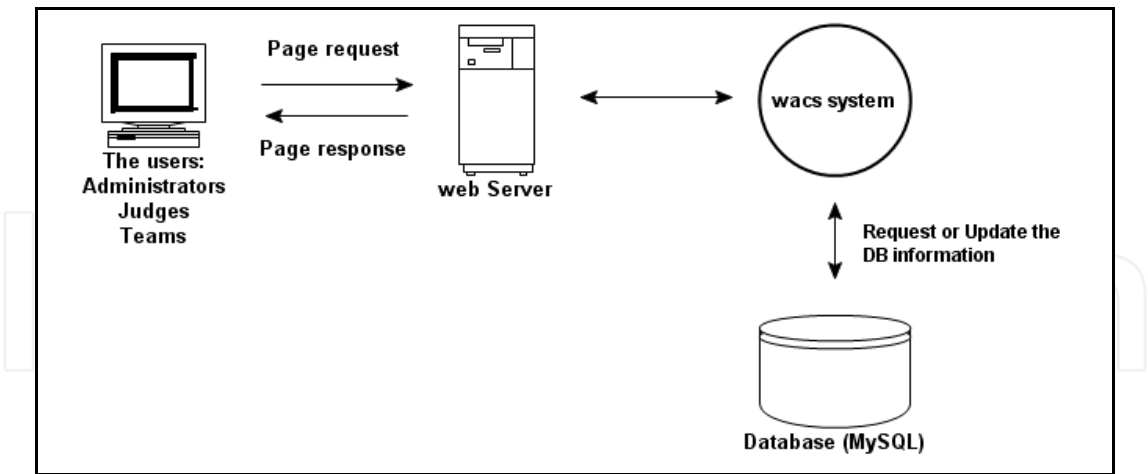 Page request
Page response
The users:
Administrators
Judges
Teams
web Server
wacs system
Request or Update the
DB information
Database (MySQL)